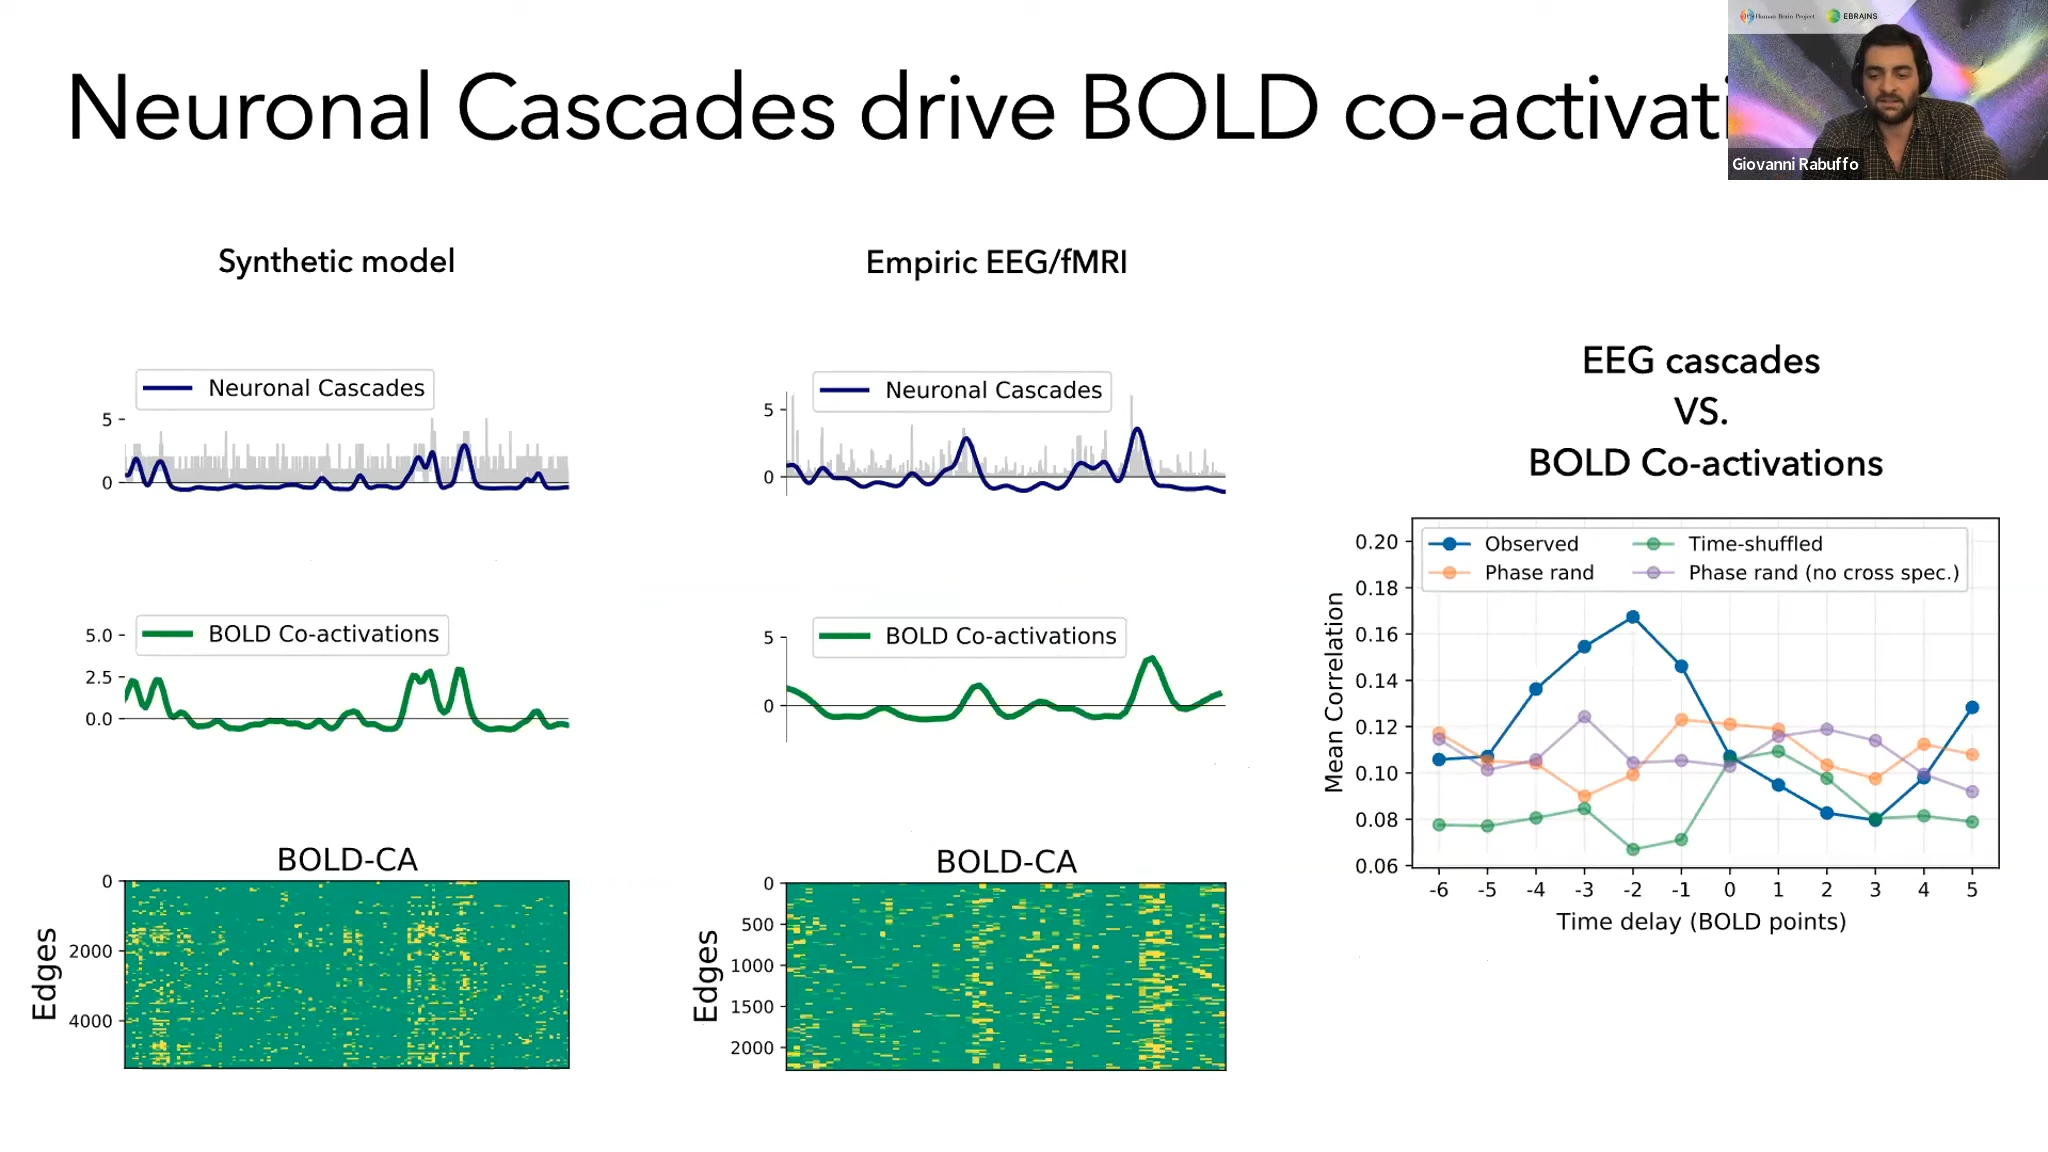 Neuronal Cascades drive BOLD co-activati
Human Brain Project
EBRAINS
Giovanni Rabuffo
Synthetic model
Neuronal Cascades
5
0
BOLD Co-activations
5.0
2.5
0.0
BOLD-CA
Edges
0
2000
4000
Empiric EEG/fMRI
Neuronal Cascades
5
0
BOLD Co-activations
5
0
BOLD-CA
Edges
0
500
1000
1500
2000
EEG cascades
VS.
BOLD Co-activations
Observed
Phase rand
Time-shuffled
Phase rand (no cross spec.)
Mean Correlation
0.20
0.18
0.16
0.14
0.12
0.10
0.08
0.06
-6 -5 -4 -3 -2 -1 0 1 2 3 4 5
Time delay (BOLD points)